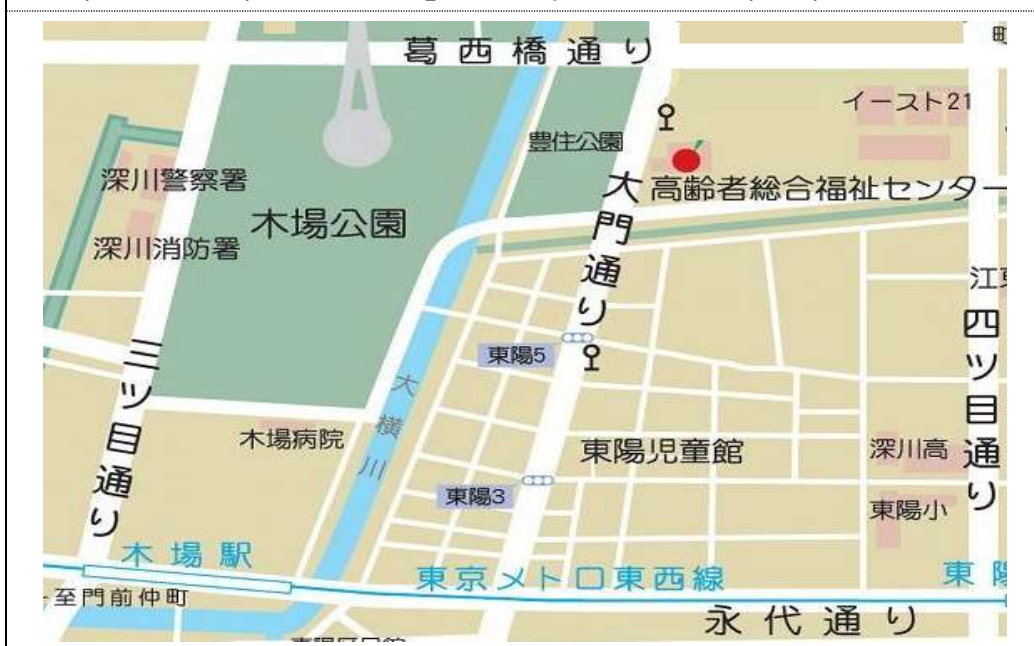 葛西橋通り
町
イースト21
豊住公園
深川警察署
高齢者総合福祉センター
木場公園
深川消防署
大門通り
江東
四ツ目通り
東陽5
三ツ目通り
大横川
木場病院
東陽児童館
深川高
東陽3
東陽小
木場駅
東京メトロ東西線
東陽
至門前仲町
永代通り